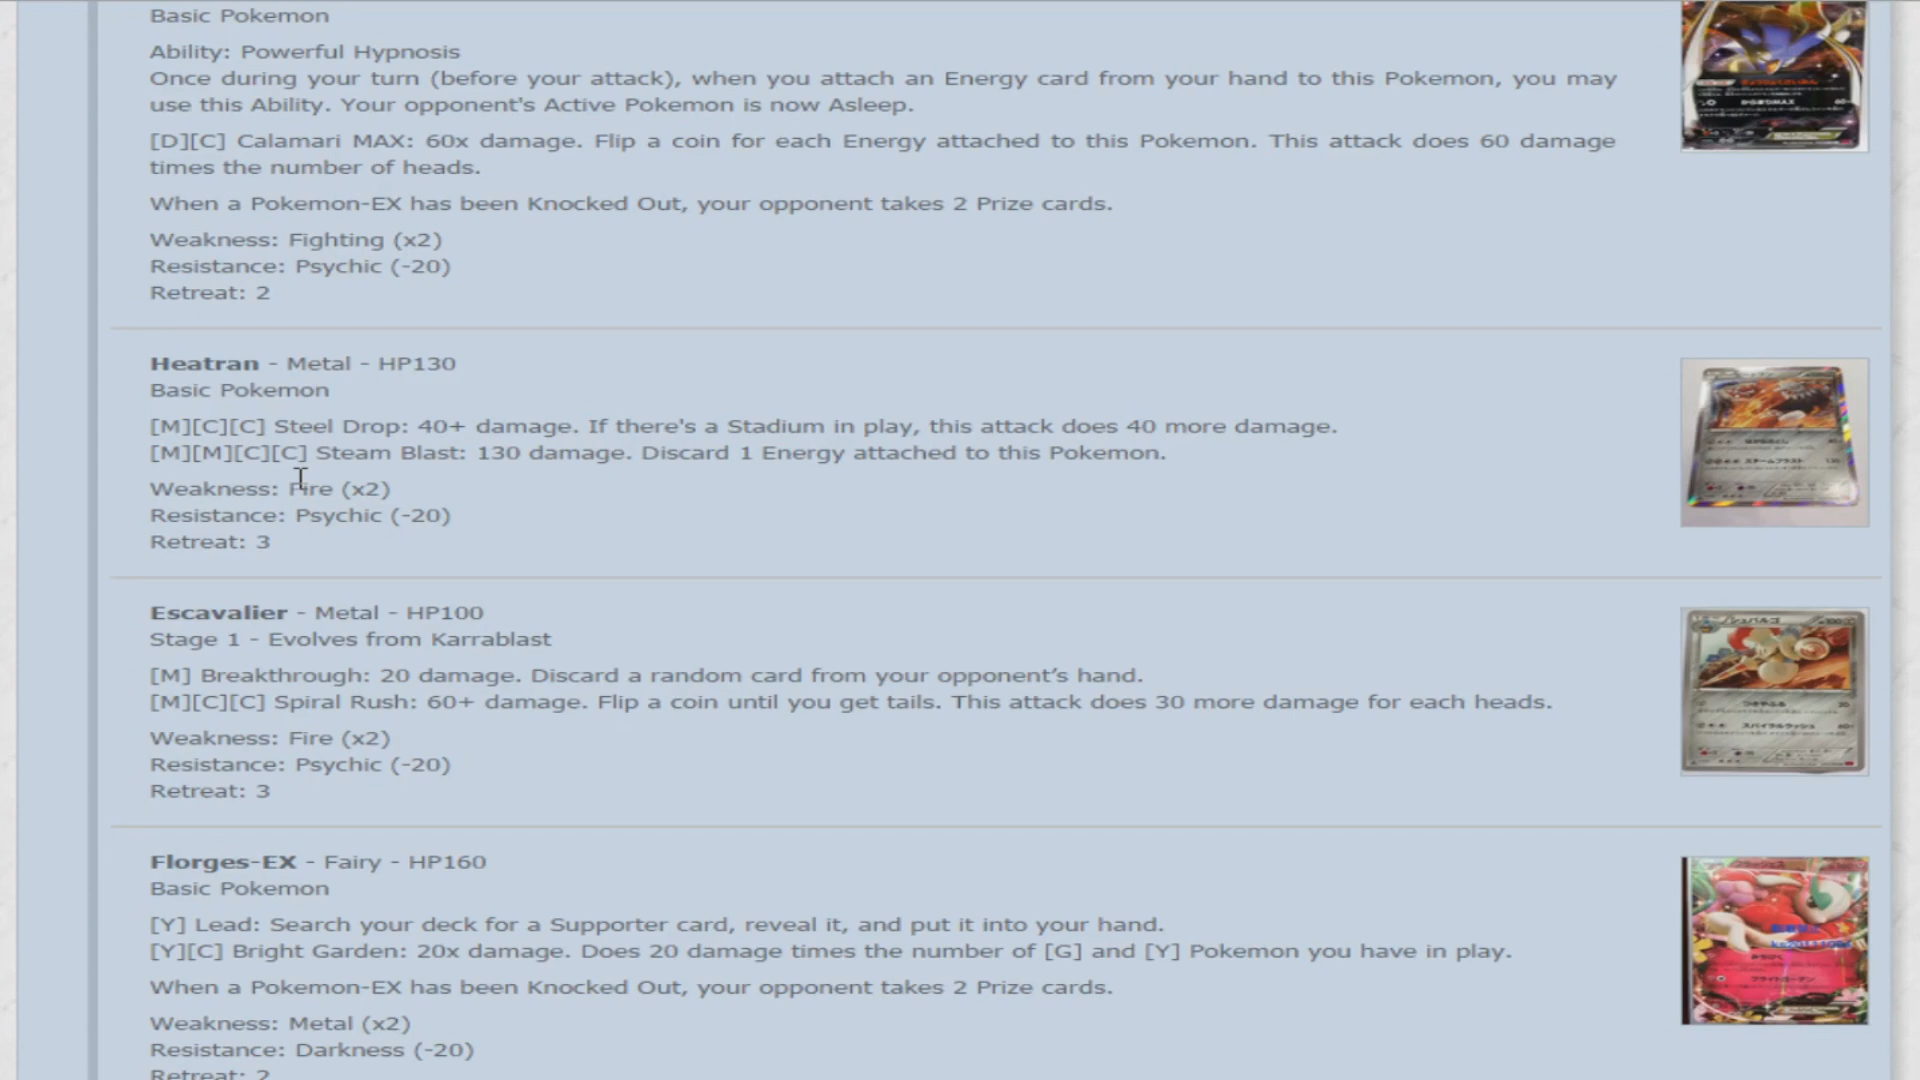 Basic Pokemon
Ability: Powerful Hypnosis
Once during your turn (before your attack), when you attach an Energy card from your hand to this Pokemon, you may
use this Ability. Your opponent's Active Pokemon is now Asleep.
[D][C] Calamari MAX: 60x damage. Flip a coin for each Energy attached to this Pokemon. This attack does 60 damage
times the number of heads.
When a Pokemon-EX has been Knocked Out, your opponent takes 2 Prize cards.
Weakness: Fighting (x2)
Resistance: Psychic (-20)
Retreat: 2
Heatran - Metal - HP130
Basic Pokemon
[M][C][C] Steel Drop: 40+ damage. If there's a Stadium in play, this attack does 40 more damage.
[M][M][C][C] Steam Blast: 130 damage. Discard 1 Energy attached to this Pokemon.
Weakness: Fire (x2)
Resistance: Psychic (-20)
Retreat: 3
Escavalier - Metal - HP100
Stage 1 - Evolves from Karrablast
[M] Breakthrough: 20 damage. Discard a random card from your opponent’s hand.
[M][C][C] Spiral Rush: 60+ damage. Flip a coin until you get tails. This attack does 30 more damage for each heads.
Weakness: Fire (x2)
Resistance: Psychic (-20)
Retreat: 3
Florges-EX - Fairy - HP160
Basic Pokemon
[Y] Lead: Search your deck for a Supporter card, reveal it, and put it into your hand.
[Y][C] Bright Garden: 20x damage. Does 20 damage times the number of [G] and [Y] Pokemon you have in play.
When a Pokemon-EX has been Knocked Out, your opponent takes 2 Prize cards.
Weakness: Metal (x2)
Resistance: Darkness (-20)
Retreat: 2